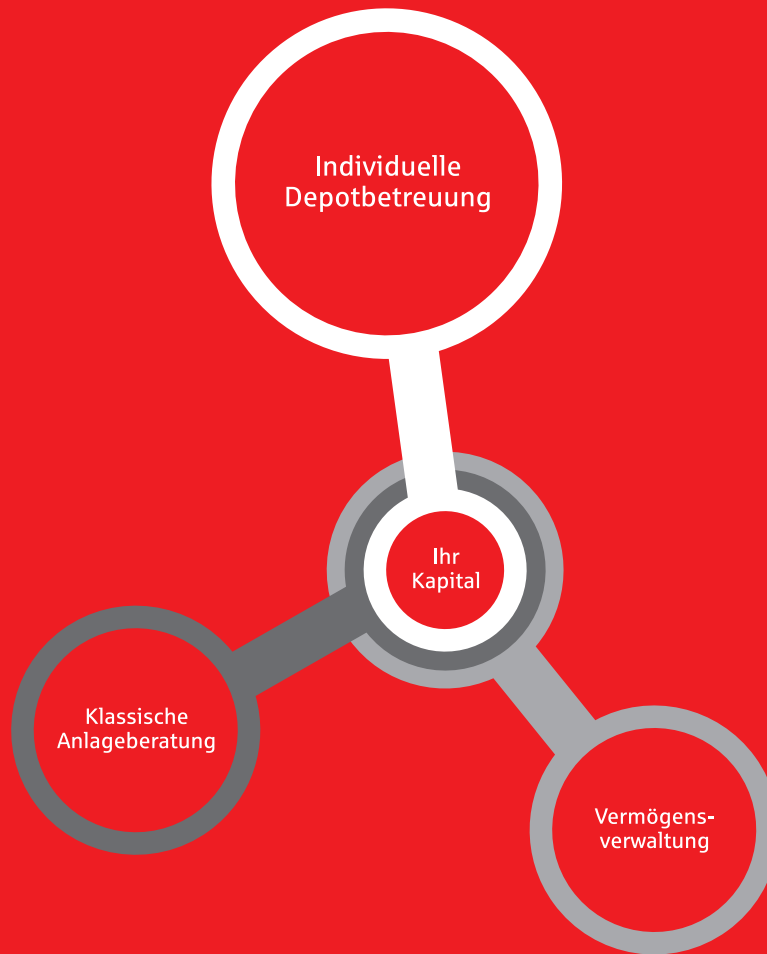 Individuelle
Depotbetreuung
Ihr
Kapital
Klassische
Anlageberatung
Vermögens-
verwaltung